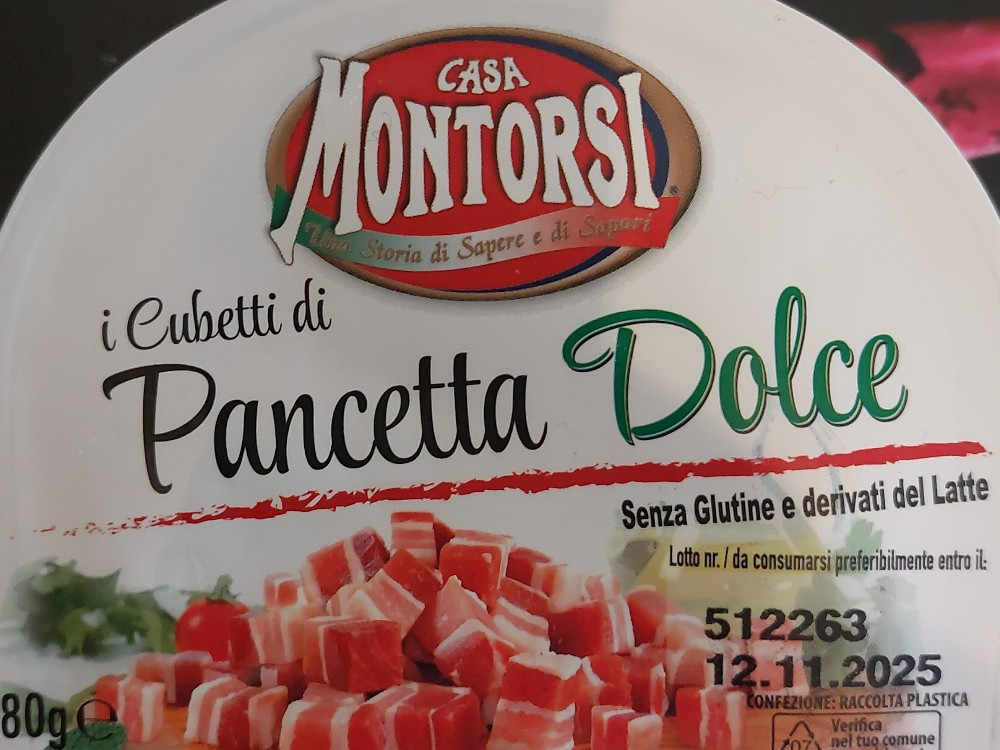 CASA
MONTORSI
Una Storia di Sapere e di Sapori
i Cubetti di
Pancetta Dolce
Senza Glutine e derivati del Latte
Lotto nr. / da consumarsi preferibilmente entro il:
512263
12.11.2025
CONFEZIONE: RACCOLTA PLASTICA
80g e
07
Verifica
nel tuo comune